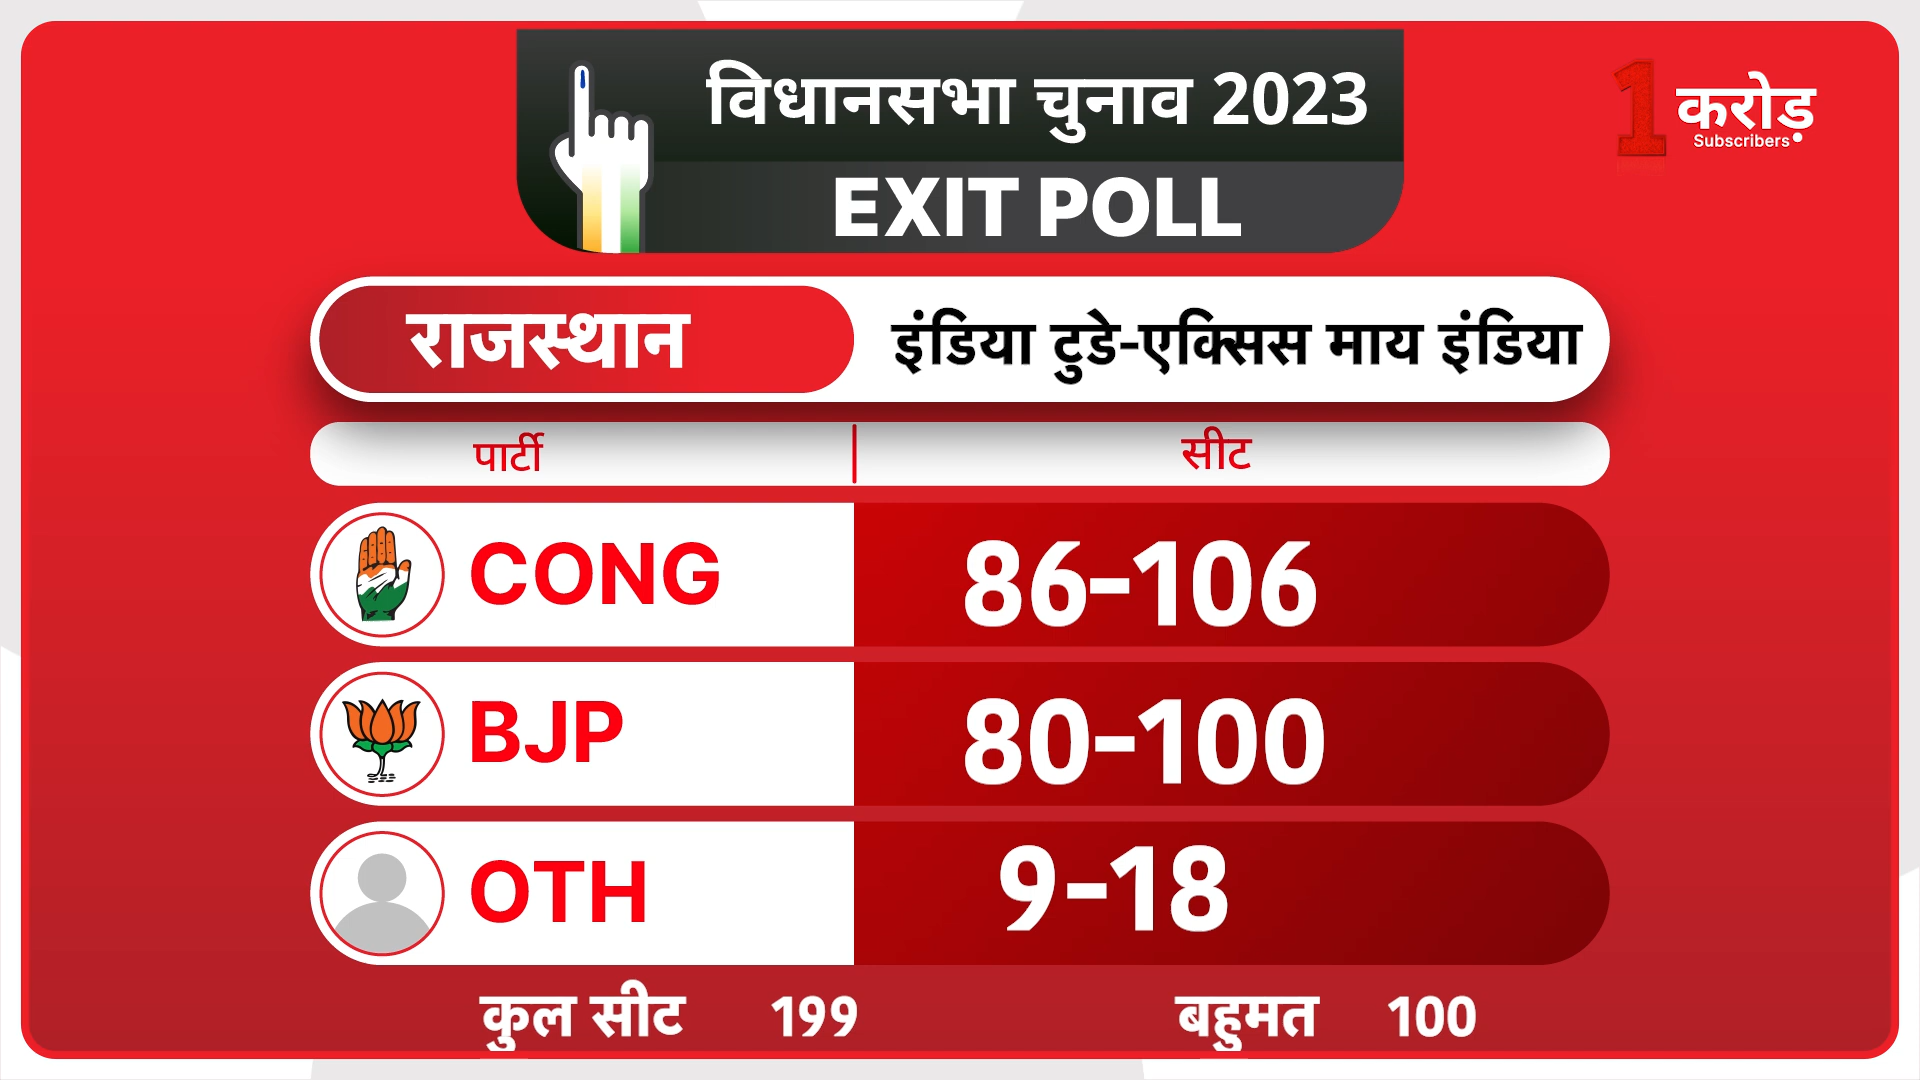 विधानसभा चुनाव 2023
EXIT POLL
1 करोड़
Subscribers
राजस्थान
इंडिया टुडे-एक्सिस माय इंडिया
पार्टी
सीट
CONG
86-106
BJP
80-100
OTH
9-18
कुल सीट 199
बहुमत 100